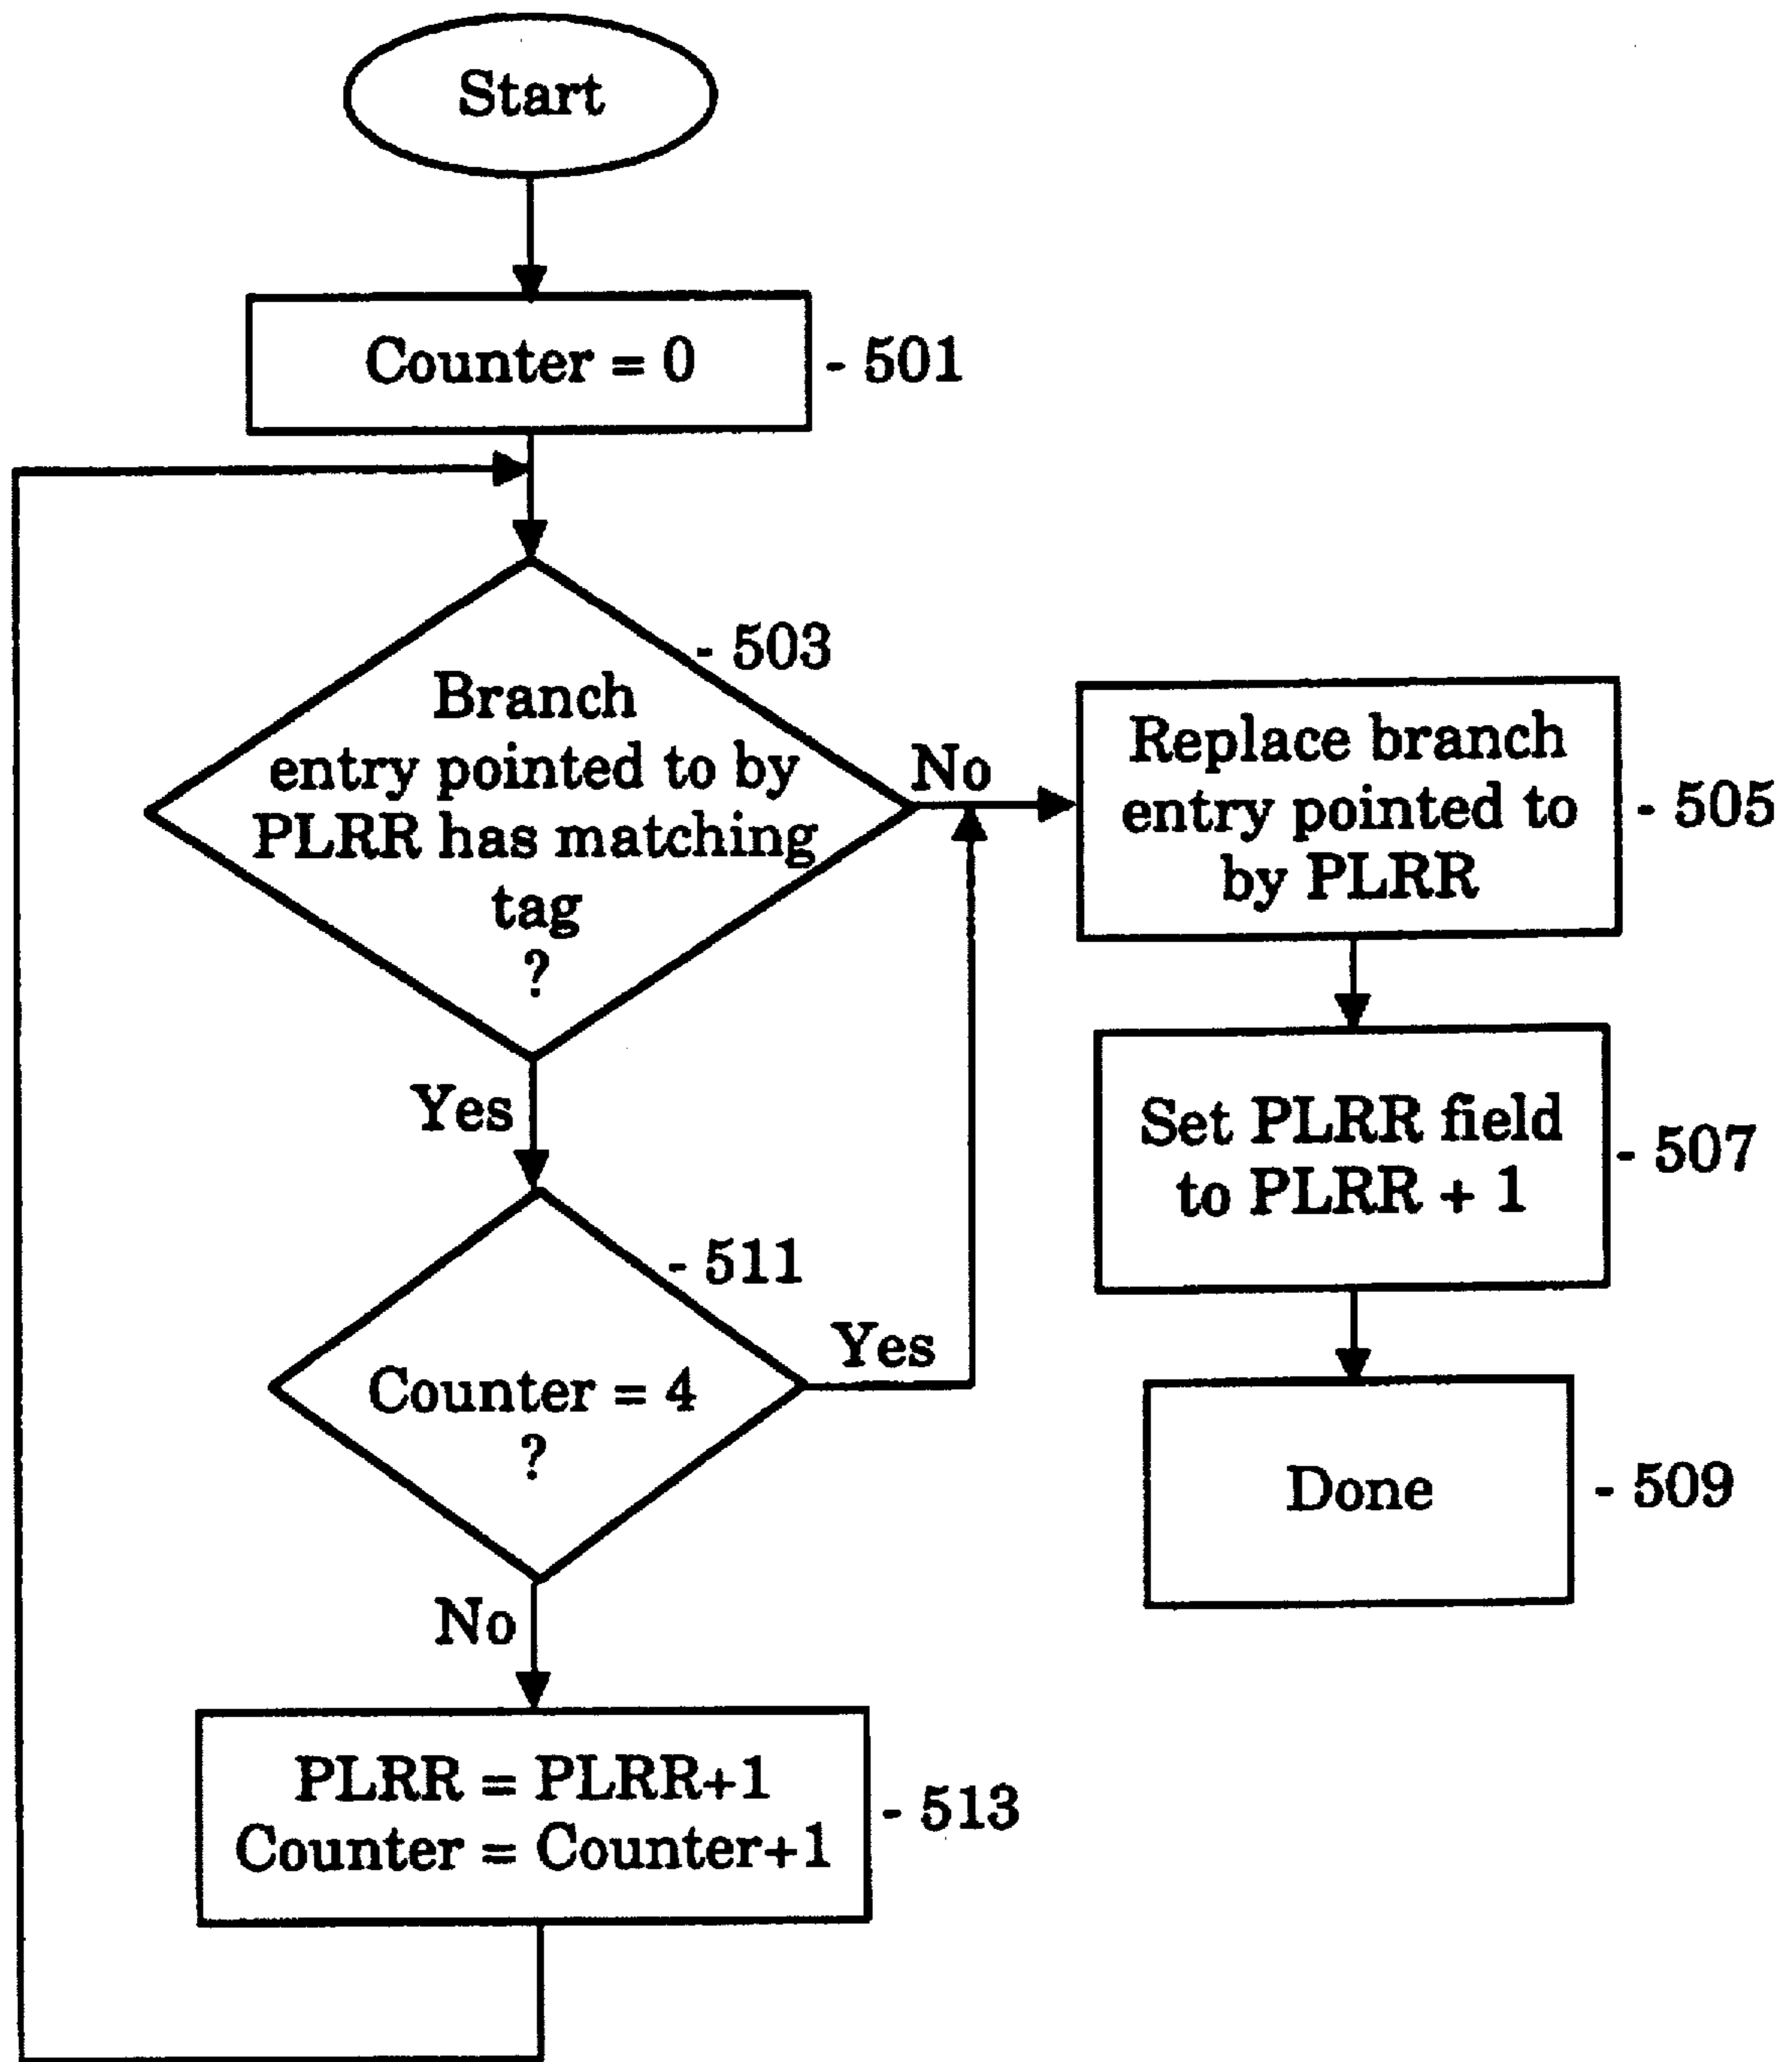 Start
Counter = 0
- 501
- 503
Branch
entry pointed to by
PLRR has matching
tag
?
No
Replace branch
entry pointed to
by PLRR
- 505
Yes
Set PLRR field
to PLRR + 1
- 507
- 511
Counter = 4
?
Yes
Done
- 509
No
PLRR = PLRR+1
Counter = Counter+1
- 513